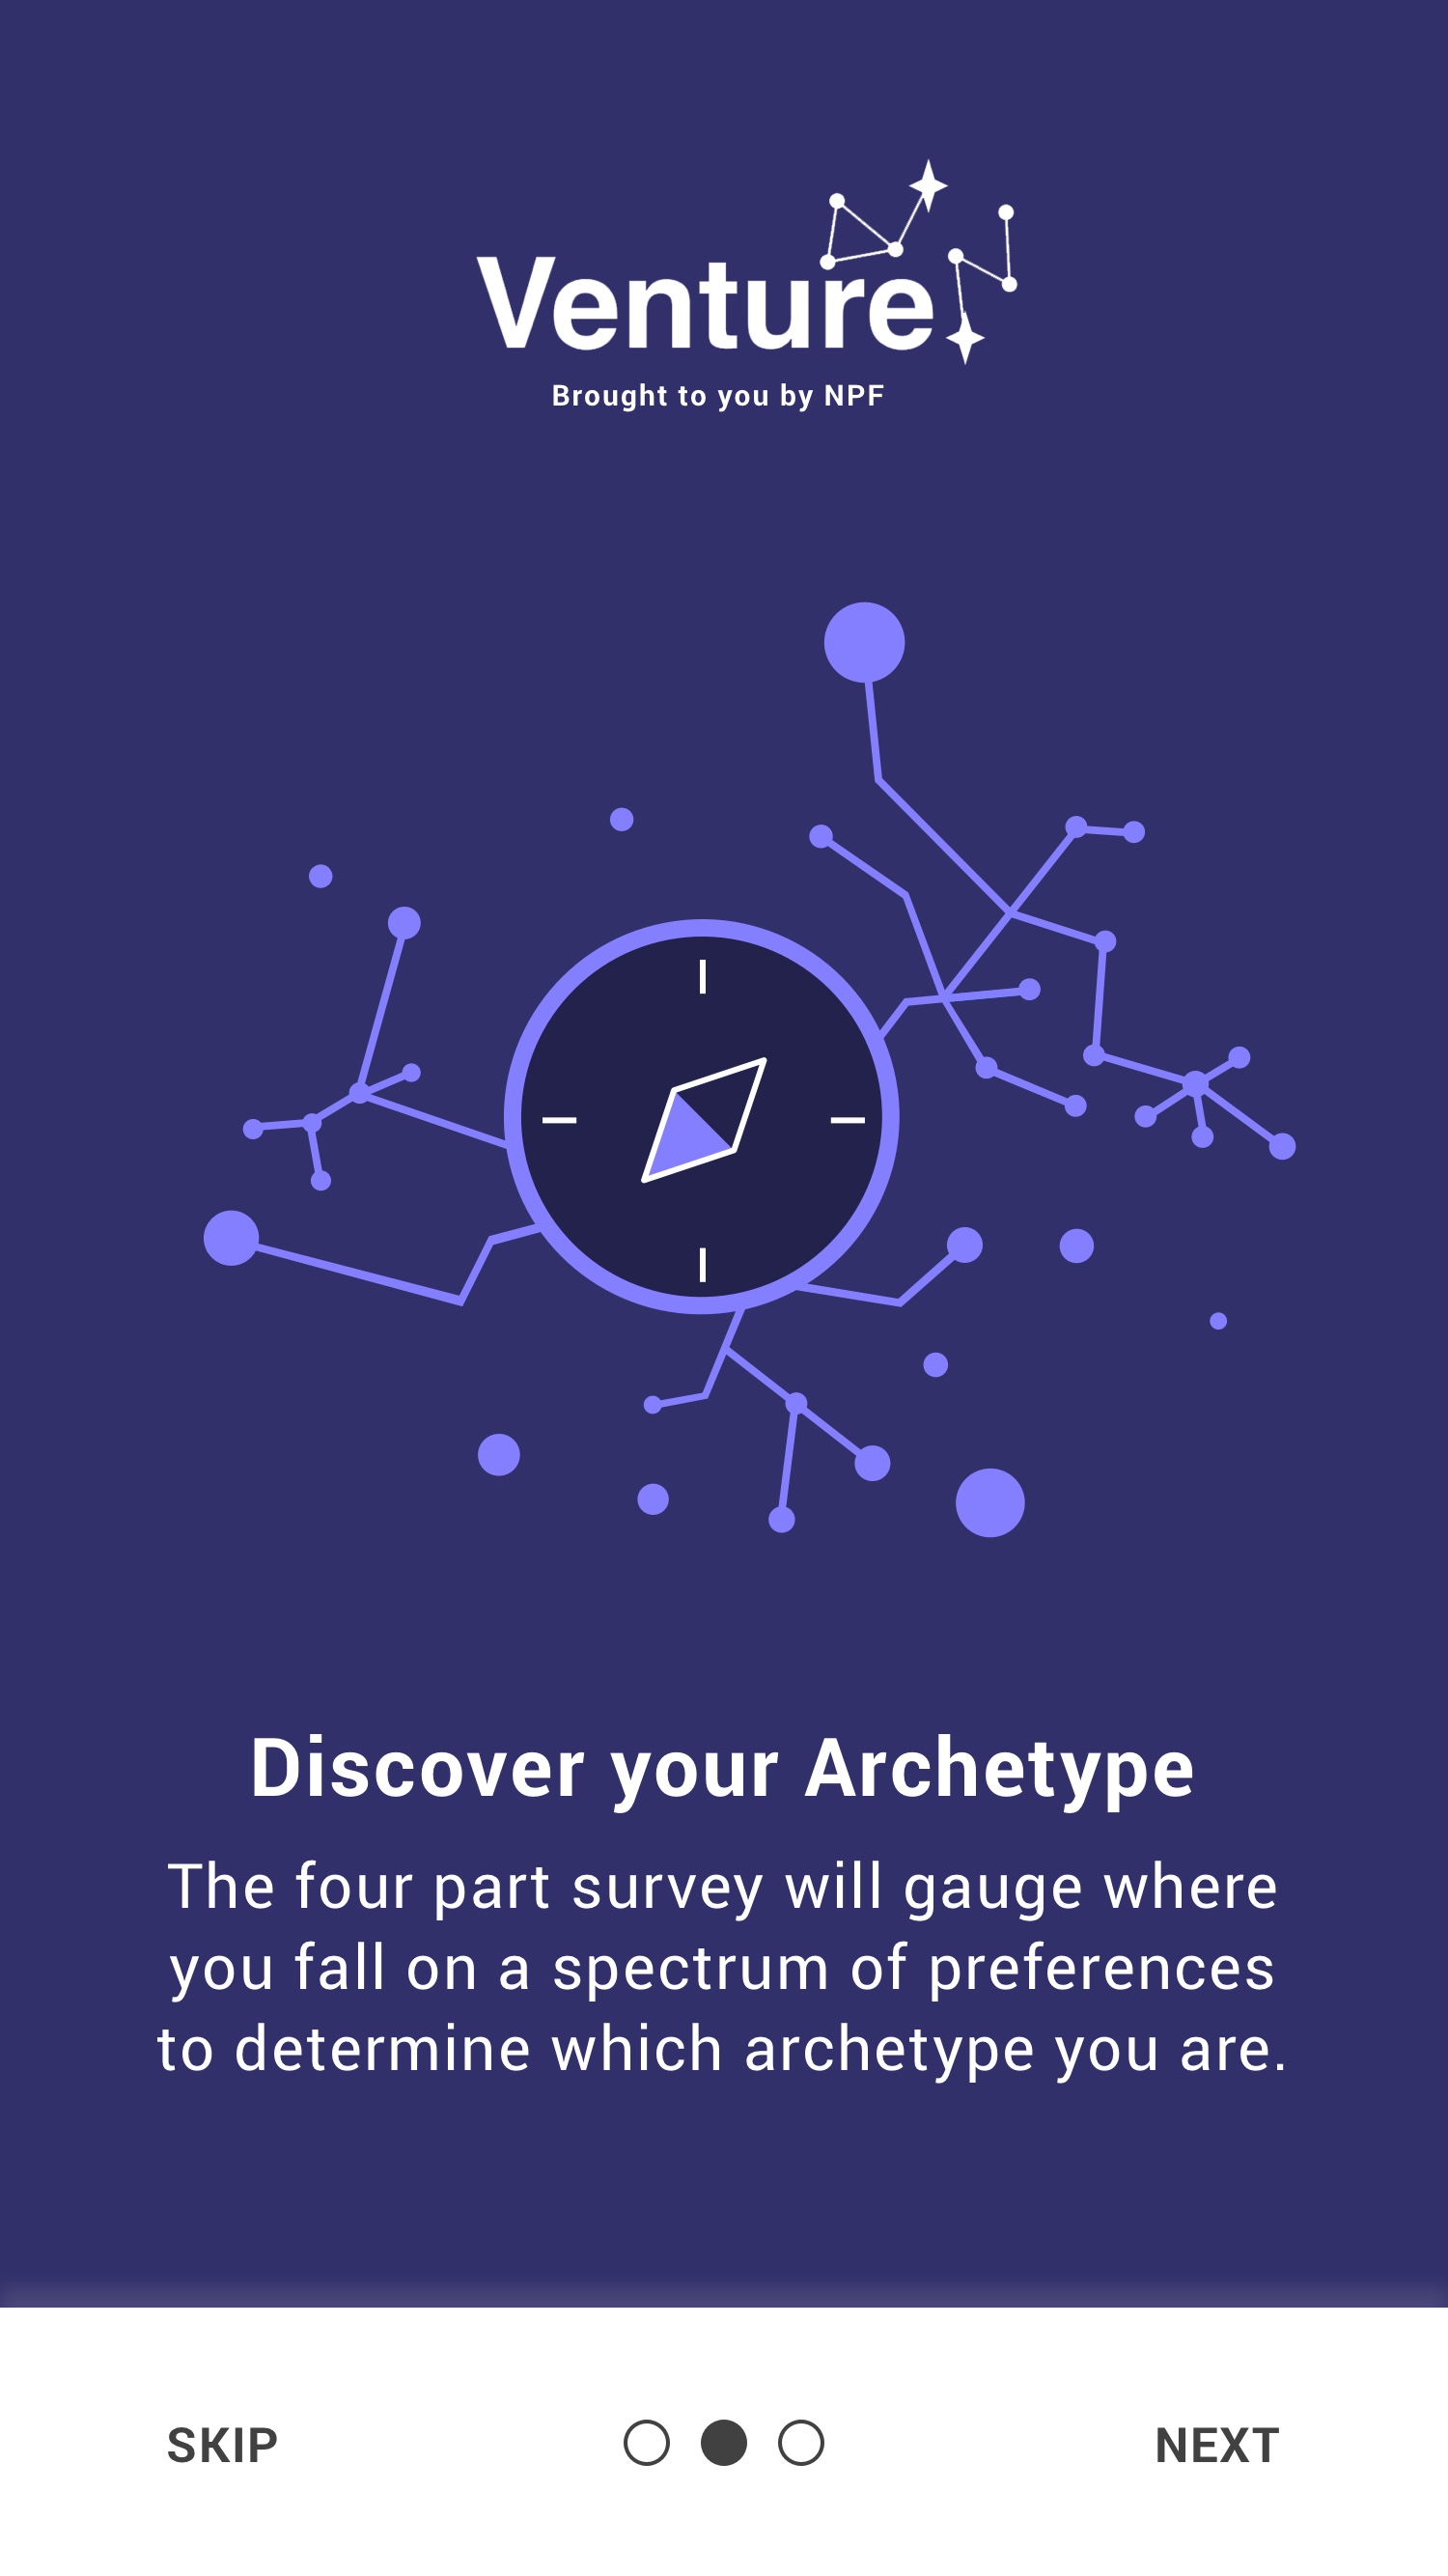 Venture
Brought to you by NPF
Discover your Archetype
The four part survey will gauge where
you fall on a spectrum of preferences
to determine which archetype you are.
SKIP
NEXT